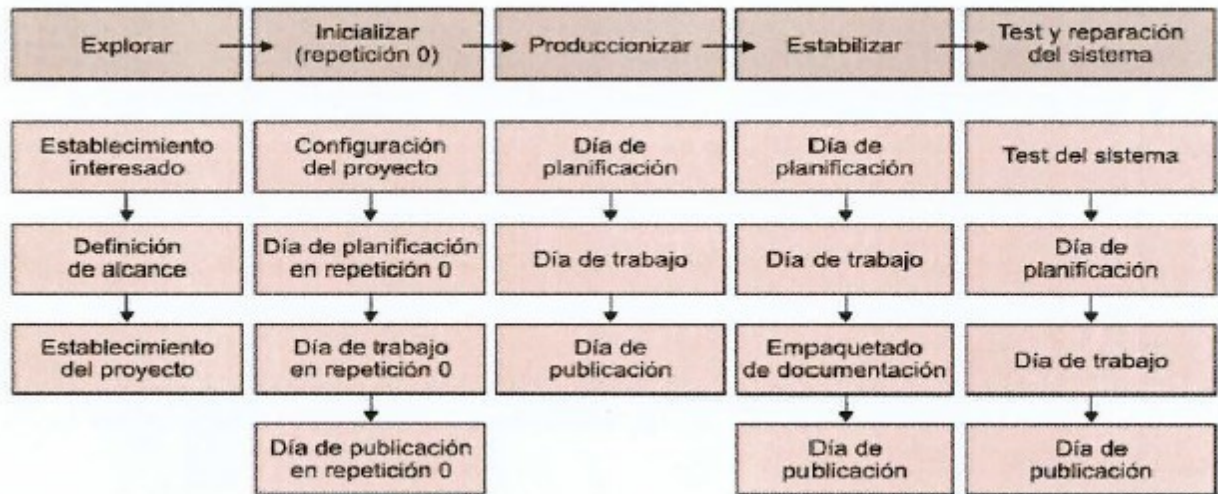 Explorar
Inicializar
(repetición 0)
Produccionizar
Estabilizar
Test y reparación
del sistema
Establecimiento
interesado
Definición
de alcance
Establecimiento
del proyecto
Configuración
del proyecto
Día de planificación
en repetición 0
Día de trabajo
en repetición 0
Día de publicación
en repetición 0
Día de
planificación
Día de trabajo
Día de
publicación
Día de
planificación
Día de trabajo
Empaquetado
de documentación
Día de
publicación
Test del sistema
Día de
planificación
Día de trabajo
Día de
publicación